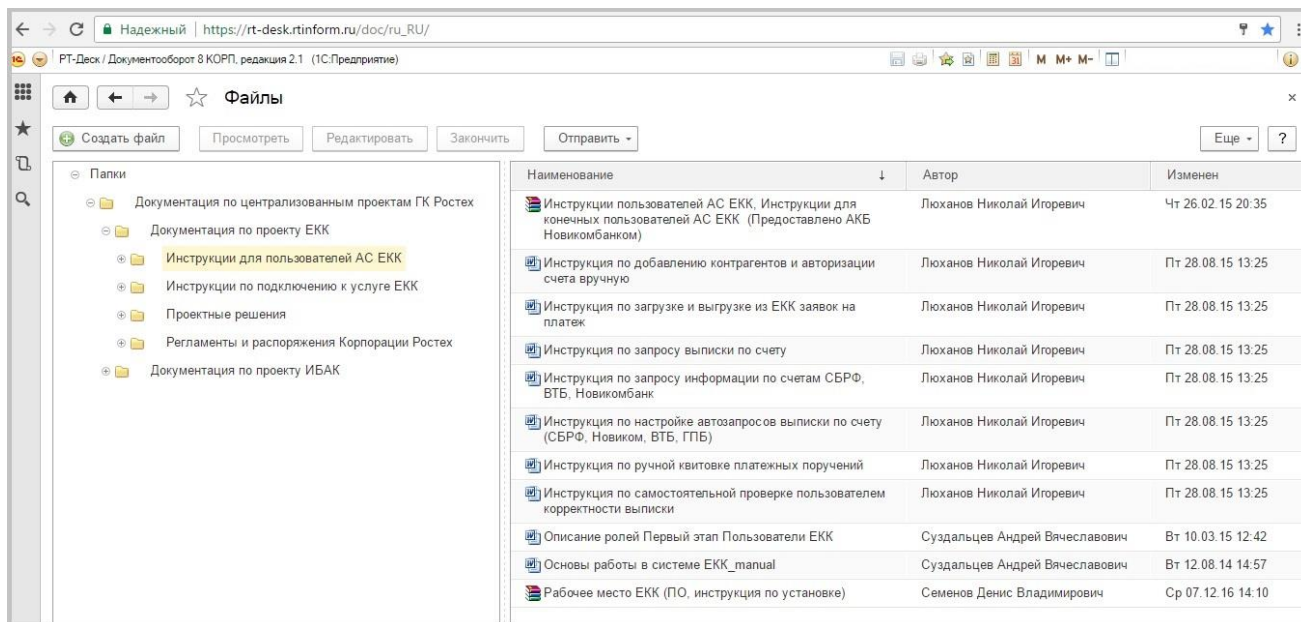 Надежный | https://rt-desk.rtinform.ru/doc/ru_RU/
РТ-Деск / Документооборот 8 КОРП, редакция 2.1 (1С:Предприятие)
31 M M+ M-
Файлы
Создать файл Просмотреть Редактировать Закончить Отправить Еще ?
Папки
Документация по централизованным проектам ГК Ростех
Документация по проекту ЕКК
Инструкции для пользователей АС ЕКК
Инструкции по подключению к услуге ЕКК
Проектные решения
Регламенты и распоряжения Корпорации Ростех
Документация по проекту ИБАК
Наименование ↓ Автор Изменен
Инструкции пользователей АС ЕКК, Инструкции для Люханов Николай Игоревич Чт 26.02.15 20:35
конечных пользователей АС ЕКК (Предоставлено АКБ
Новикомбанком)
Инструкция по добавлению контрагентов и авторизации Люханов Николай Игоревич Пт 28.08.15 13:25
счета вручную
Инструкция по загрузке и выгрузке из ЕКК заявок на Люханов Николай Игоревич Пт 28.08.15 13:25
платеж
Инструкция по запросу выписки по счету Люханов Николай Игоревич Пт 28.08.15 13:25
Инструкция по запросу информации по счетам СБРФ, Люханов Николай Игоревич Пт 28.08.15 13:25
ВТБ, Новикомбанк
Инструкция по настройке автозапросов выписки по счету Люханов Николай Игоревич Пт 28.08.15 13:25
(СБРФ, Новиком, ВТБ, ГПБ)
Инструкция по ручной квитовке платежных поручений Люханов Николай Игоревич Пт 28.08.15 13:25
Инструкция по самостоятельной проверке пользователем Люханов Николай Игоревич Пт 28.08.15 13:25
корректности выписки
Описание ролей Первый этап Пользователи ЕКК Суздальцев Андрей Вячеславович Вт 10.03.15 12:42
Основы работы в системе ЕКК_manual Суздальцев Андрей Вячеславович Вт 12.08.14 14:57
Рабочее место ЕКК (ПО, инструкция по установке) Семенов Денис Владимирович Ср 07.12.16 14:10